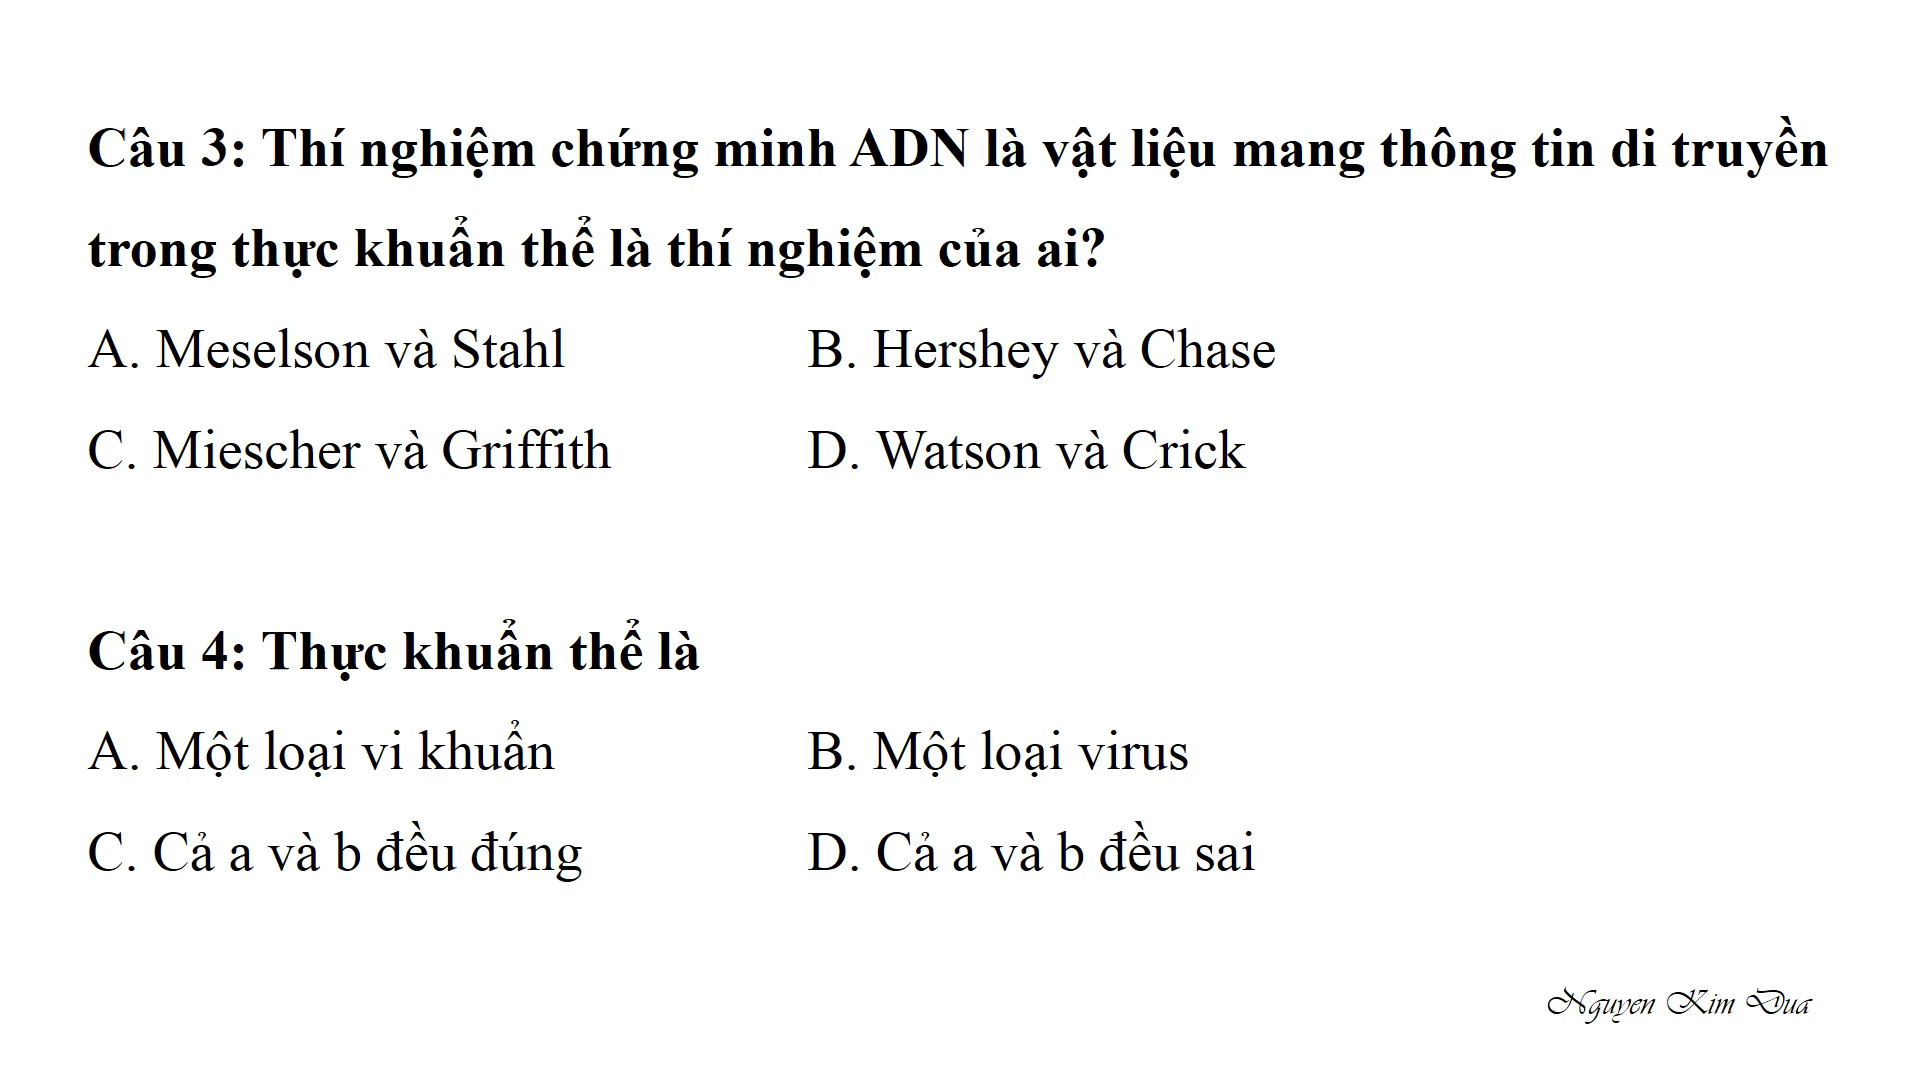 Câu 3: Thí nghiệm chứng minh ADN là vật liệu mang thông tin di truyền
trong thực khuẩn thể là thí nghiệm của ai?
A. Meselson và Stahl B. Hershey và Chase
C. Miescher và Griffith D. Watson và Crick
Câu 4: Thực khuẩn thể là
A. Một loại vi khuẩn B. Một loại virus
C. Cả a và b đều đúng D. Cả a và b đều sai
Nguyen Kim Dua